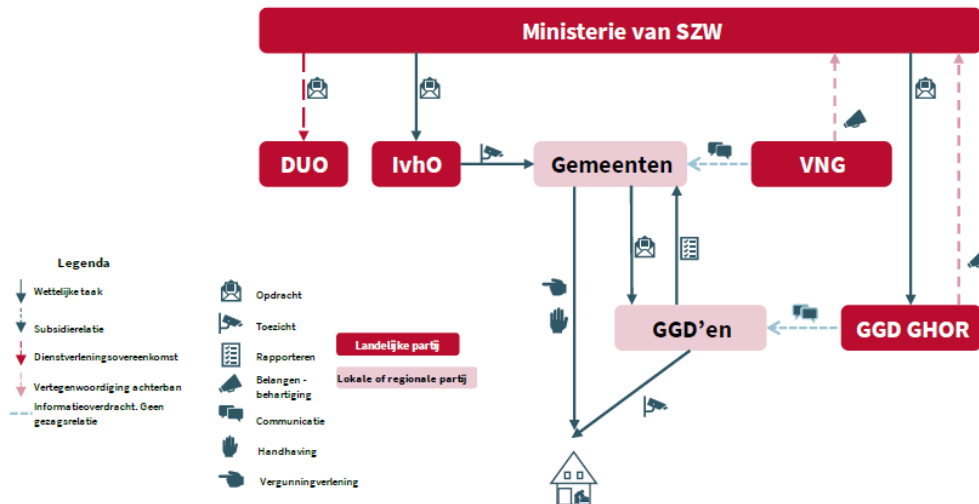 Ministerie van SZW
DUO
IvhO
Gemeenten
VNG
GGD'en
GGD GHOR
Legenda
Wettelijke taak
Subsidierelatie
Dienstverleningsovereenkomst
Vertegenwoordiging achterban
Informatieoverdracht. Geen
gezagsrelatie
Opdracht
Toezicht
Rapporteren
Belangen -
behartiging
Communicatie
Handhaving
Vergunningverlening
Landelijke partij
Lokale of regionale partij